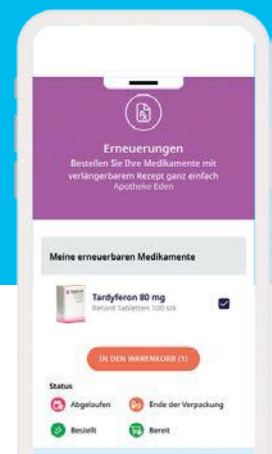 Erneuerungen
Bestellen Sie Ihre Medikamente mit
verlängerbarem Rezept ganz einfach
Apotheke Eden
Meine erneuerbaren Medikamente
Tardyferon 80 mg
Retard Tabletten 100 stk
IN DEN WARENKORB (1)
Status
Abgelaufen
Ende der Verpackung
Bestellt
Bereit